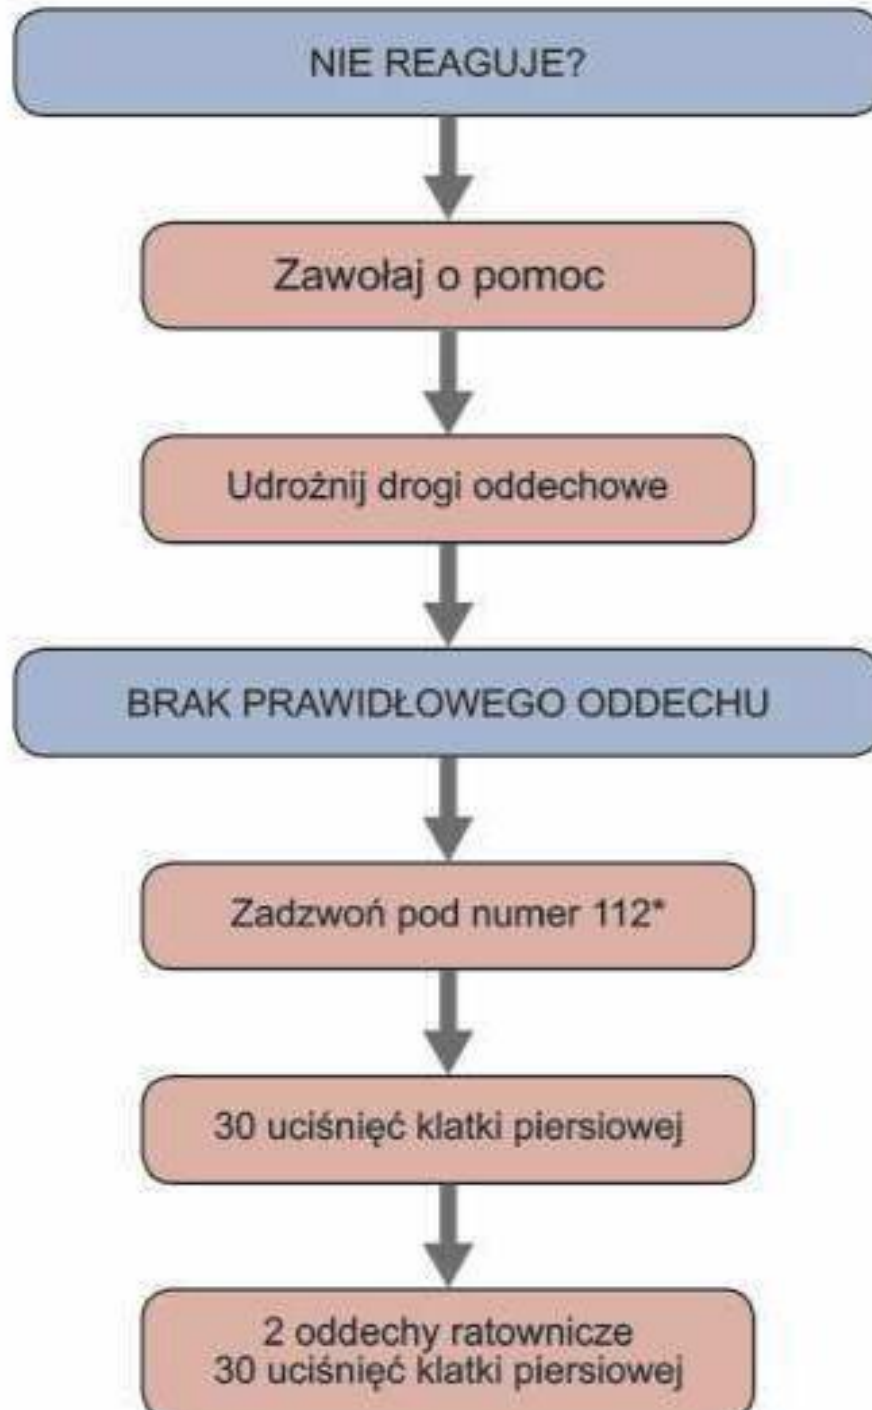 NIE REAGUJE?
Zawołaj o pomoc
Udrożnij drogi oddechowe
BRAK PRAWIDŁOWEGO ODDECHU
Zadzwoń pod numer 112*
30 uciśnięć klatki piersiowej
2 oddechy ratownicze
30 uciśnięć klatki piersiowej